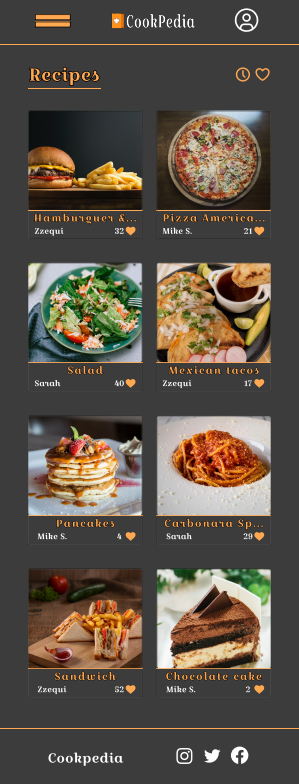 CookPedia
Recipes
Hamburguer &...
Zzequi 32
Pizza America...
Mike S. 21
Salad
Sarah 40
Mexican tacos
Zzequi 17
Pancakes
Mike S. 4
Carbonara Sp...
Sarah 29
Sandwich
Zzequi 52
Chocolate cake
Mike S. 2
Cookpedia